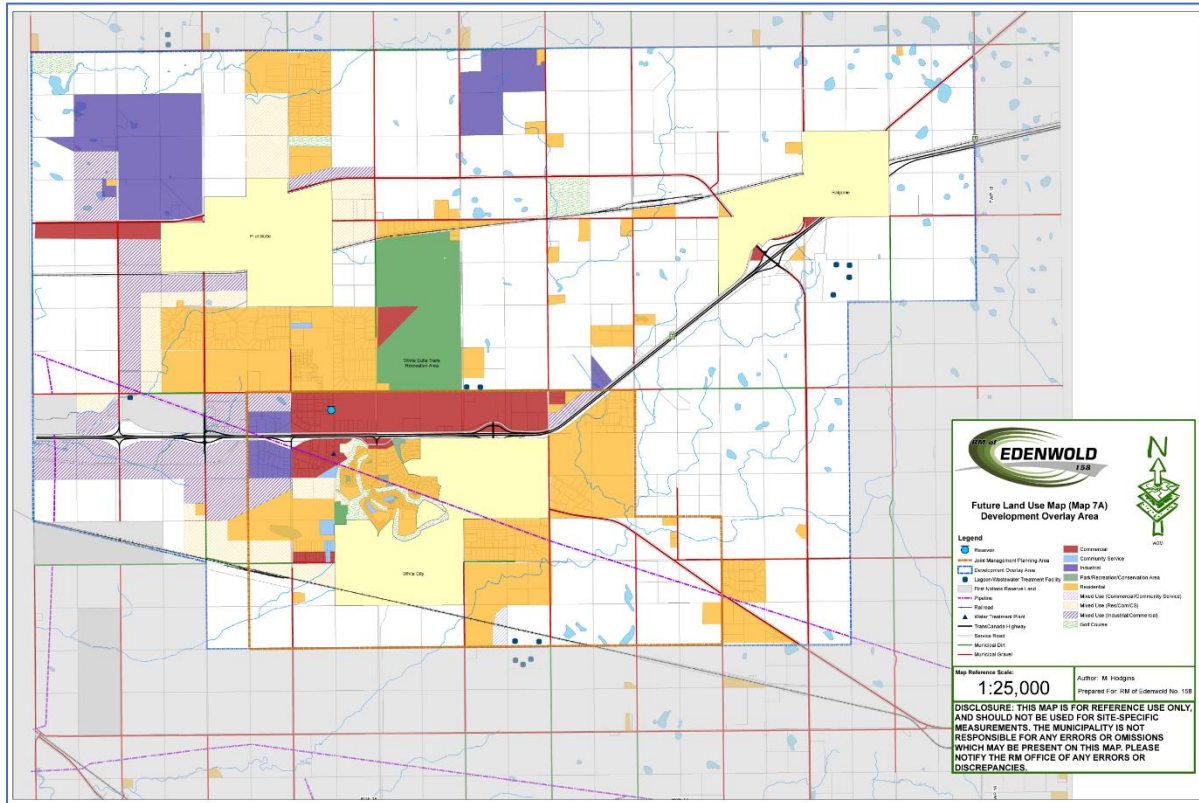 Pilot Butte
Balgonie
White Butte Trails
Recreation Area
White City
RM of
EDENWOLD
158
Future Land Use Map (Map 7A)
Development Overlay Area
N
Legend
Reservoir
Joint Management Planning Area
Development Overlay Area
Lagoon/Wastewater Treatment Facility
First Nations Reserve Land
Pipeline
Railroad
Water Treatment Plant
TransCanada Highway
Service Road
Municipal Dirt
Municipal Gravel
Commercial
Community Service
Industrial
Park/Recreation/Conservation Area
Residential
Mixed Use (Commercial/Community Service)
Mixed Use (Res/Com/CS)
Mixed Use (Industrial/Commercial)
Golf Course
Map Reference Scale:
1:25,000
Author: M. Hodgins
Prepared For: RM of Edenwold No. 158
DISCLOSURE: THIS MAP IS FOR REFERENCE USE ONLY,
AND SHOULD NOT BE USED FOR SITE-SPECIFIC
MEASUREMENTS. THE MUNICIPALITY IS NOT
RESPONSIBLE FOR ANY ERRORS OR OMISSIONS
WHICH MAY BE PRESENT ON THIS MAP. PLEASE
NOTIFY THE RM OFFICE OF ANY ERRORS OR
DISCREPANCIES.